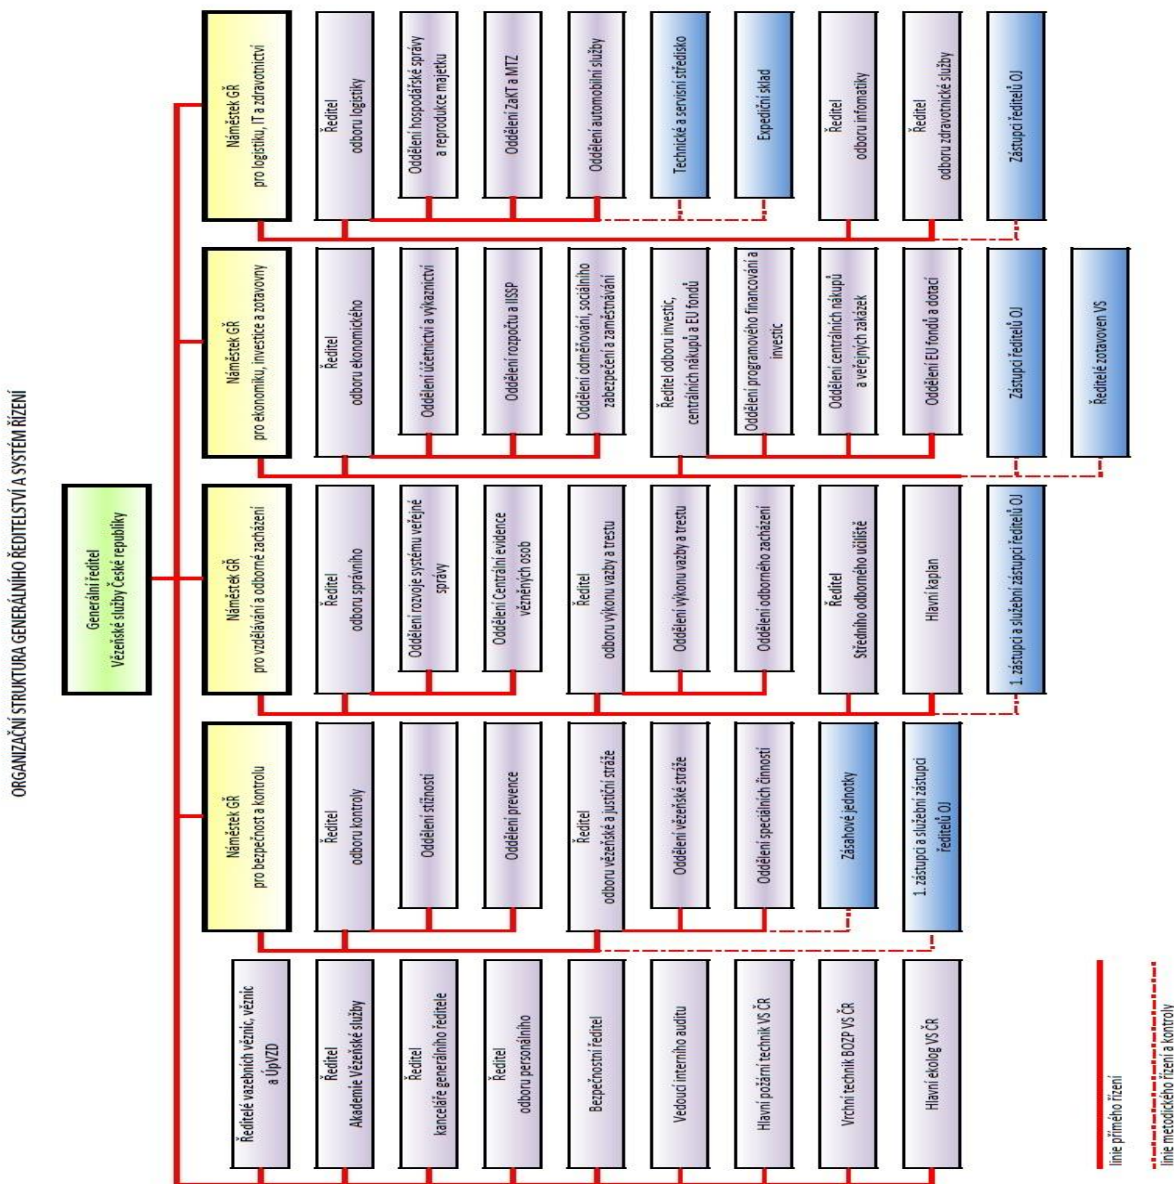 ORGANIZAČNÍ STRUKTURA GENERÁLNÍHO ŘEDITELSTVÍ A SYSTÉM ŘÍZENÍ
Generální ředitel
Vězeňské služby České republiky
Ředitelé vazebních věznic, věznic
a ÚpVZD
Ředitel
Akademie Vězeňské služby
Ředitel
kanceláře generálního ředitele
Ředitel
odboru personálního
Bezpečnostní ředitel
Vedoucí interního auditu
Hlavní požární technik VS ČR
Vrchní technik BOZP VS ČR
Hlavní ekolog VS ČR
Náměstek GŘ
pro bezpečnost a kontrolu
Ředitel
odboru kontroly
Oddělení stížností
Oddělení prevence
Ředitel
odboru vězeňské a justiční stráže
Oddělení vězeňské stráže
Oddělení speciálních činností
Zásahové jednotky
1. zástupci a služební zástupci
ředitelů OJ
Náměstek GŘ
pro vzdělávání a odborné zacházení
Ředitel
odboru správního
Oddělení rozvoje systému veřejné
správy
Oddělení Centrální evidence
vězněných osob
Ředitel
odboru výkonu vazby a trestu
Oddělení výkonu vazby a trestu
Oddělení odborného zacházení
Ředitel
Středního odborného učiliště
Hlavní kaplan
1. zástupci a služební zástupci ředitelů OJ
Náměstek GŘ
pro ekonomiku, investice a zotavovny
Ředitel
odboru ekonomického
Oddělení účetnictví a výkaznictví
Oddělení rozpočtu a IISSP
Oddělení odměňování, sociálního
zabezpečení a zaměstnávání
Ředitel odboru investic,
centrálních nákupů a EU fondů
Oddělení programového financování a
investic
Oddělení centrálních nákupů
a veřejných zakázek
Oddělení EU fondů a dotací
Zástupci ředitelů OJ
Ředitelé zotavoven VS
Náměstek GŘ
pro logistiku, IT a zdravotnictví
Ředitel
odboru logistiky
Oddělení hospodářské správy
a reprodukce majetku
Oddělení ZaKT a MTZ
Oddělení automobilní služby
Technické a servisní středisko
Expediční sklad
Ředitel
odboru infomatiky
Ředitel
odboru zdravotnické služby
Zástupci ředitelů OJ
linie přímého řízení
linie metodického řízení a kontroly